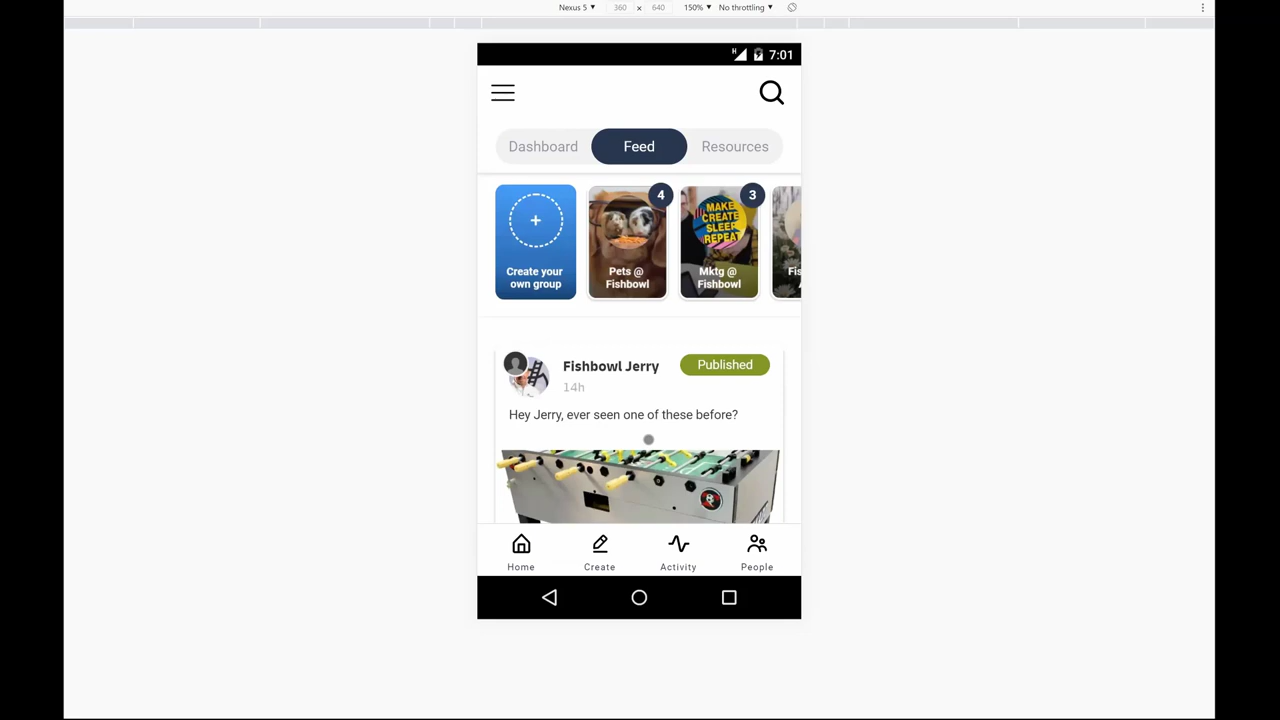 Nexus 5 ▼ 360 x 640 150% ▼ No throttling ▼
H 7:01
Dashboard Feed Resources
4 3
MAKE
CREATE
SLEEP
REPEAT
Create your
own group
Pets @
Fishbowl
Mktg @
Fishbowl
Fis
A
Fishbowl Jerry Published
14h
Hey Jerry, ever seen one of these before?
Home Create Activity People